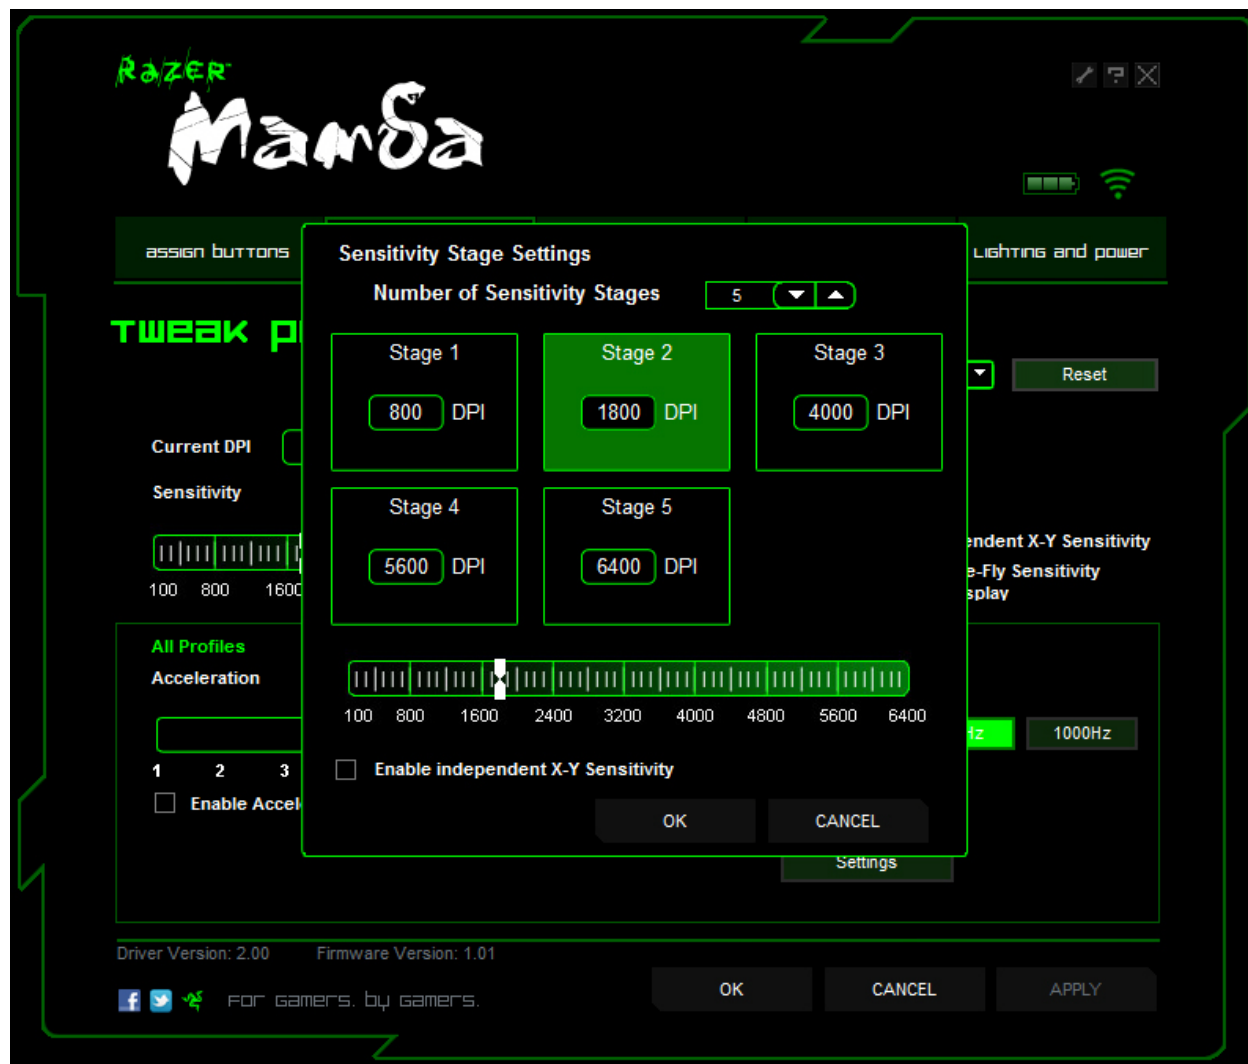 RAZER
Mamba
assign buttons
Lighting and power
Sensitivity Stage Settings
Number of Sensitivity Stages 5
Tweak
Stage 1 Stage 2 Stage 3
800 DPI 1800 DPI 4000 DPI
Reset
Current DPI
Sensitivity
Stage 4 Stage 5
5600 DPI 6400 DPI
X-Y Sensitivity
Sensitivity
100 800 1600
All Profiles
Acceleration
100 800 1600 2400 3200 4000 4800 5600 6400
Hz 1000Hz
1 2 3
Enable independent X-Y Sensitivity
Enable
OK CANCEL
Settings
Driver Version: 2.00 Firmware Version: 1.01
For gamers. by gamers.
OK CANCEL APPLY